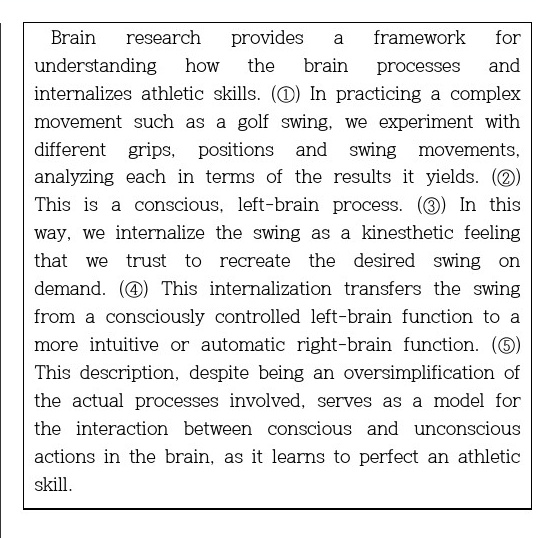 Brain research provides a framework for
understanding how the brain processes and
internalizes athletic skills. (①) In practicing a complex
movement such as a golf swing, we experiment with
different grips, positions and swing movements,
analyzing each in terms of the results it yields. (②)
This is a conscious, left-brain process. (③) In this
way, we internalize the swing as a kinesthetic feeling
that we trust to recreate the desired swing on
demand. (④) This internalization transfers the swing
from a consciously controlled left-brain function to a
more intuitive or automatic right-brain function. (⑤)
This description, despite being an oversimplification of
the actual processes involved, serves as a model for
the interaction between conscious and unconscious
actions in the brain, as it learns to perfect an athletic
skill.